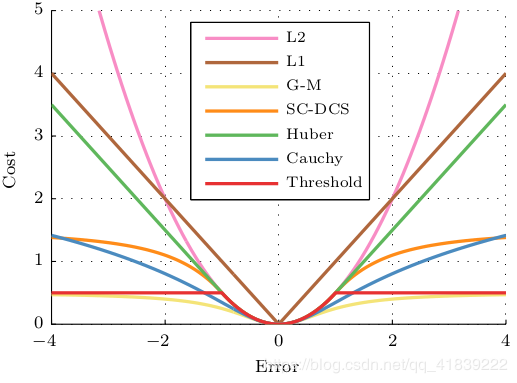 5
4
3
2
1
0
Cost
L2
L1
G-M
SC-DCS
Huber
Cauchy
Threshold
−4 −2 0 2 4
Error
https://blog.csdn.net/qq_41839222